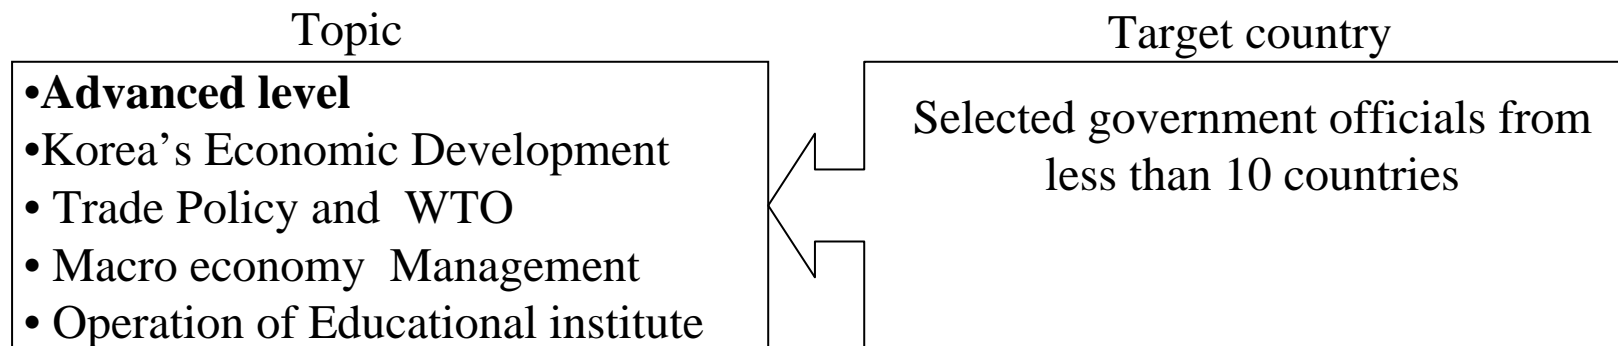 Topic
•Advanced level
•Korea’s Economic Development
• Trade Policy and  WTO
• Macro economy  Management
• Operation of Educational institute
Target country
Selected government officials from
less than 10 countries